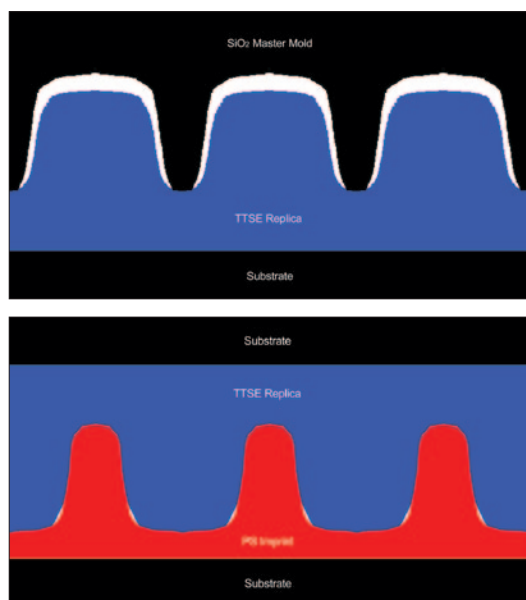 SiO₂ Master Mold
TTSE Replica
Substrate
Substrate
TTSE Replica
PS Imprint
Substrate